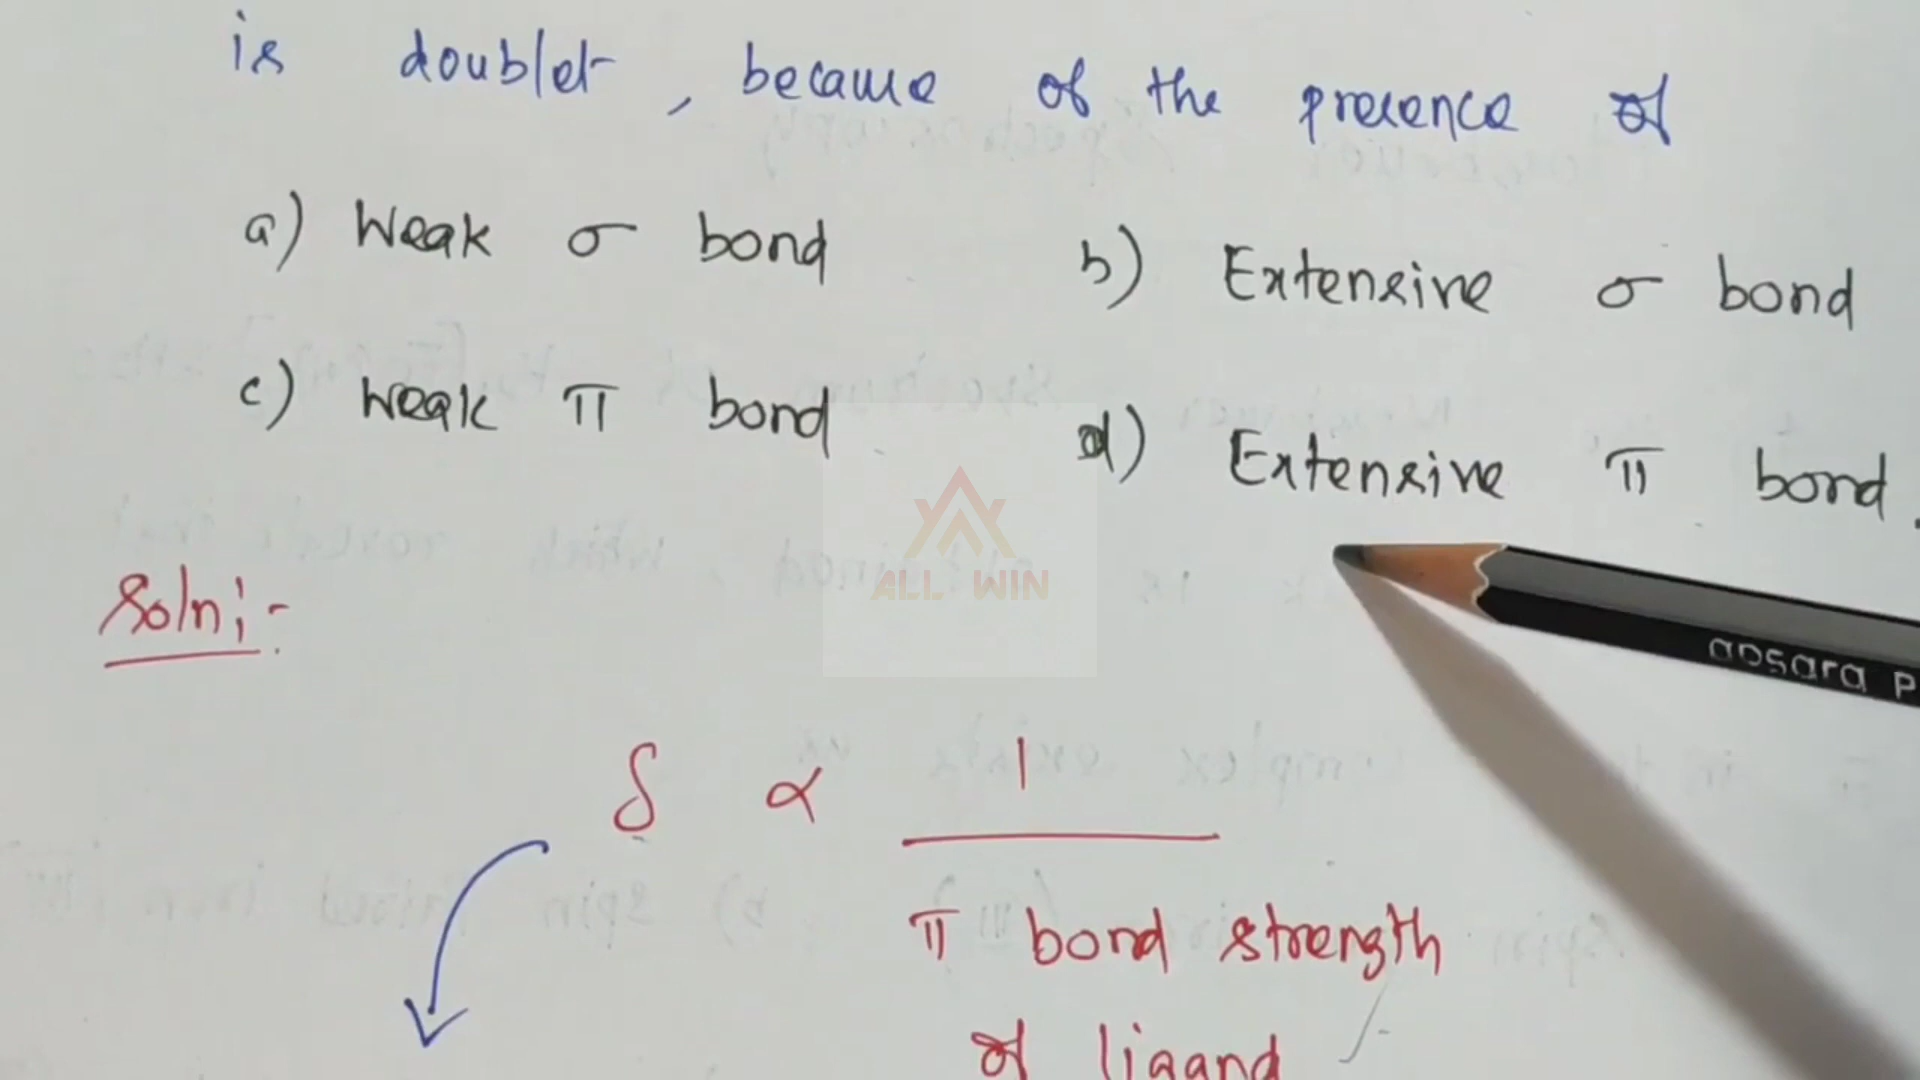 is doublet, because of the presence of
a) Weak σ bond b) Extensive σ bond
c) Weak π bond d) Extensive π bond.
ALL WIN
Soln:-
aosara P
δ ∝ 1
π bond strength
of ligand